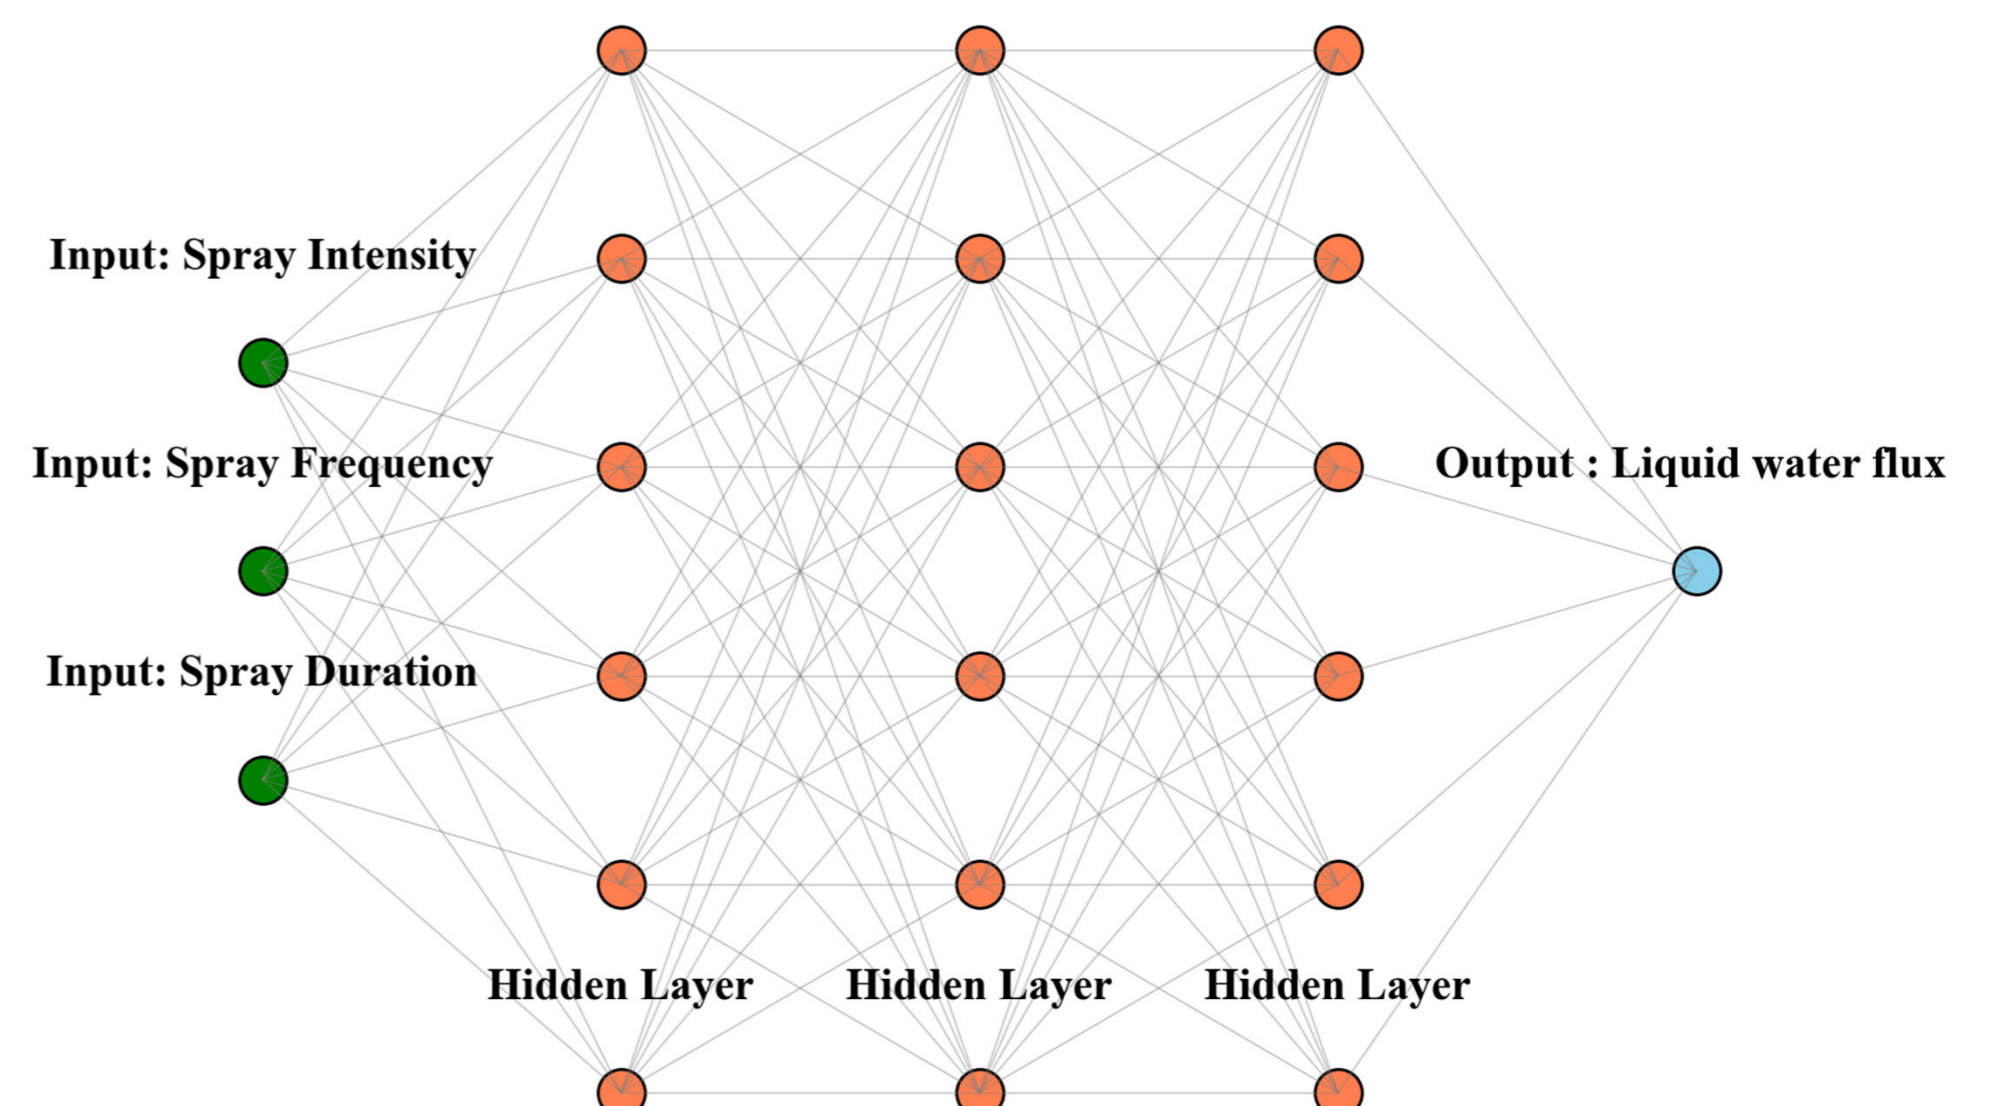 Input: Spray Intensity
Input: Spray Frequency
Output : Liquid water flux
Input: Spray Duration
Hidden Layer
Hidden Layer
Hidden Layer